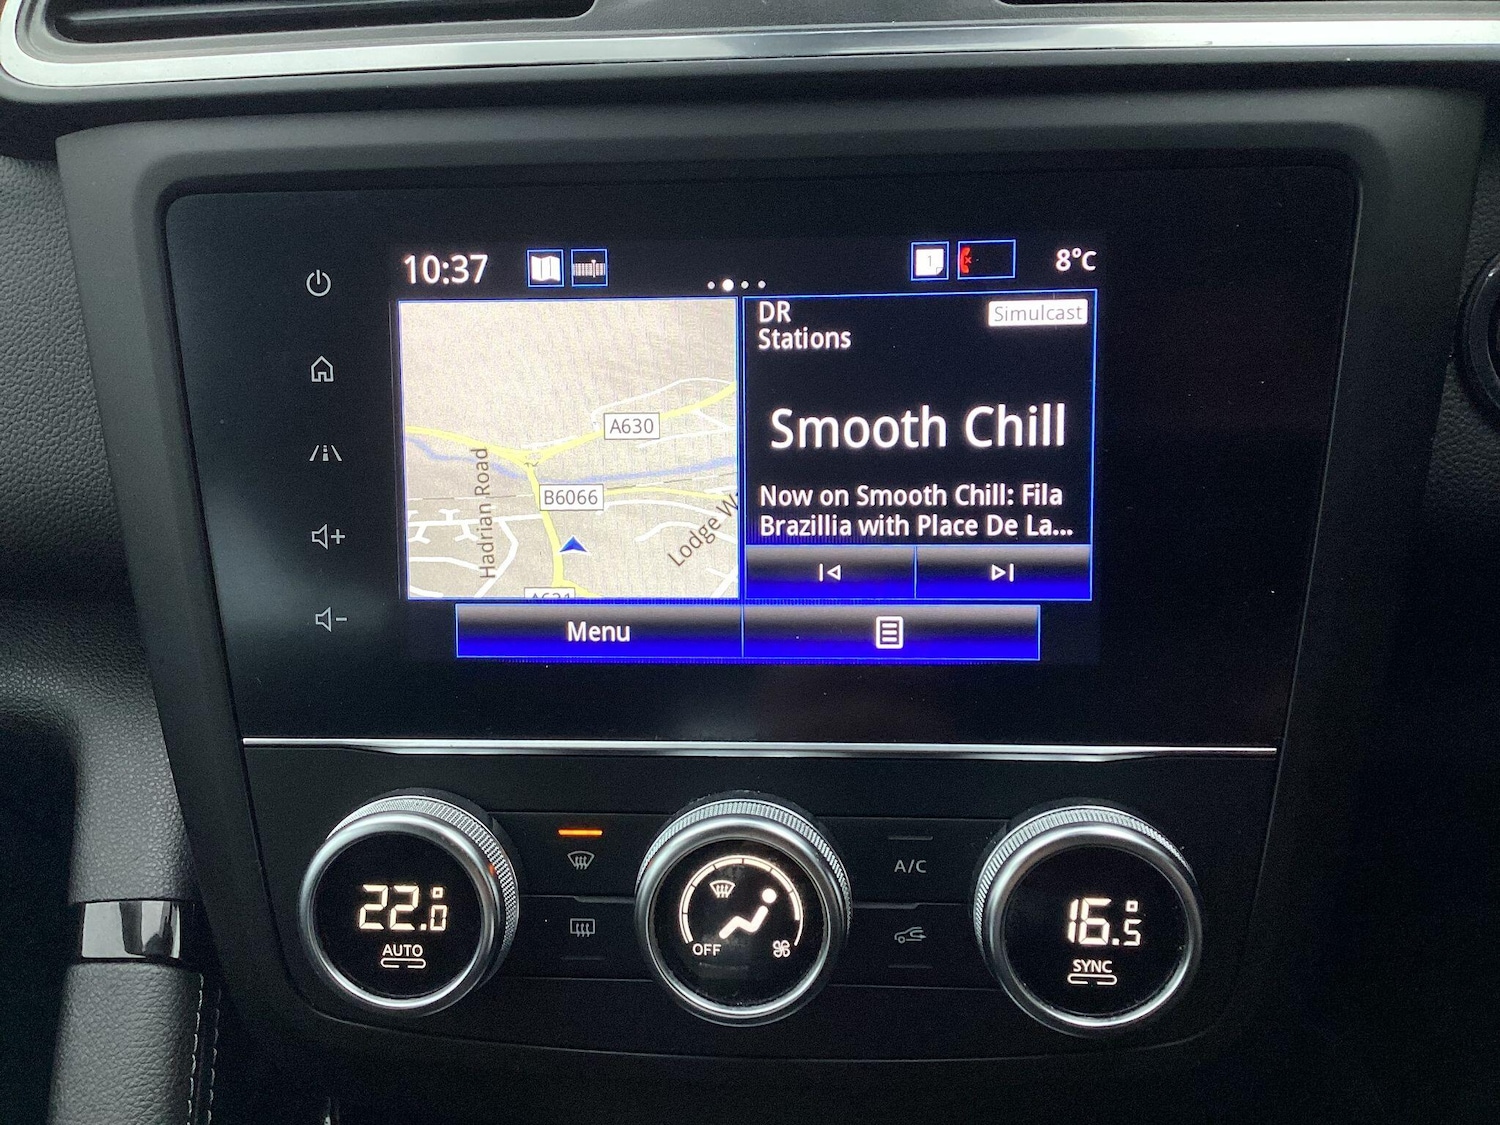 10:37
1
8°C
DR
Stations
Simulcast
Smooth Chill
Now on Smooth Chill: Fila
Brazillia with Place De La...
A630
B6066
Hadrian Road
Lodge
Menu
22.0
AUTO
OFF
A/C
16.5
SYNC